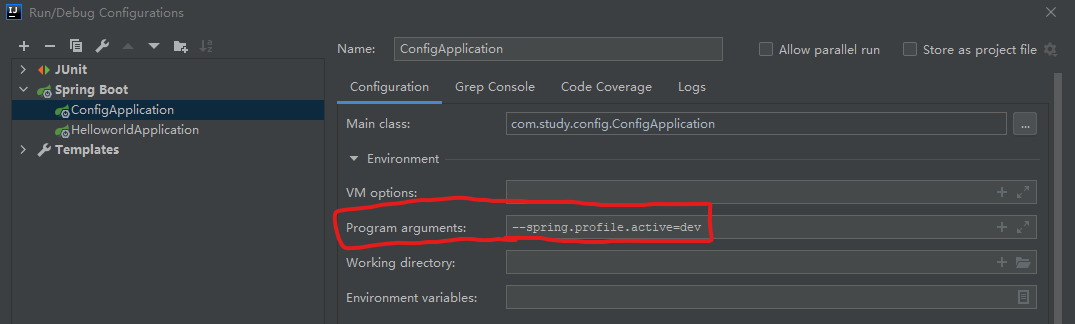 IJ Run/Debug Configurations
Name: ConfigApplication Allow parallel run Store as project file
JUnit
Spring Boot
ConfigApplication
HelloworldApplication
Templates
Configuration Grep Console Code Coverage Logs
Main class: com.study.config.ConfigApplication ...
Environment
VM options:
Program arguments: --spring.profile.active=dev
Working directory:
Environment variables: